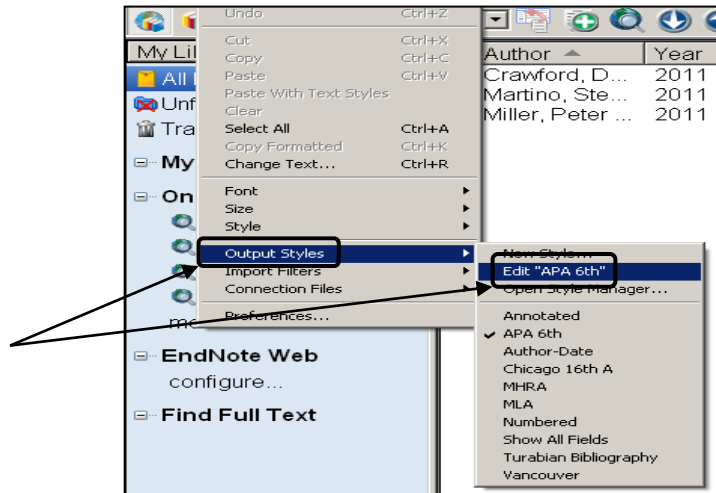 Undo Ctrl+Z
Cut Ctrl+X
Copy Ctrl+C
Paste Ctrl+V
Paste With Text Styles
Clear
Select All Ctrl+A
Copy Formatted Ctrl+K
Change Text... Ctrl+R
Font
Size
Style
Output Styles
Import Filters
Connection Files
Preferences...
My Lil
All
Unf
Tra
My
On
EndNote Web
configure...
Find Full Text
Author Year
Crawford, D... 2011
Martino, Ste... 2011
Miller, Peter ... 2011
New Style...
Edit "APA 6th"
Open Style Manager...
Annotated
APA 6th
Author-Date
Chicago 16th A
MHRA
MLA
Numbered
Show All Fields
Turabian Bibliography
Vancouver